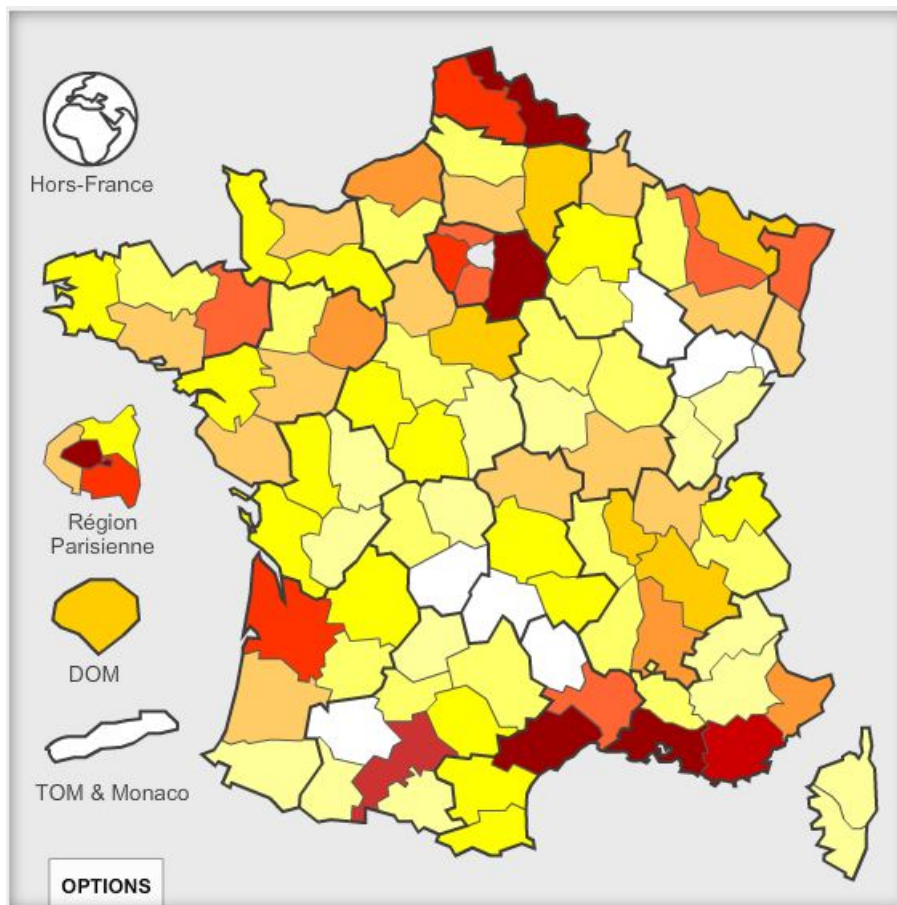 Hors-France
Région
Parisienne
DOM
TOM & Monaco
OPTIONS